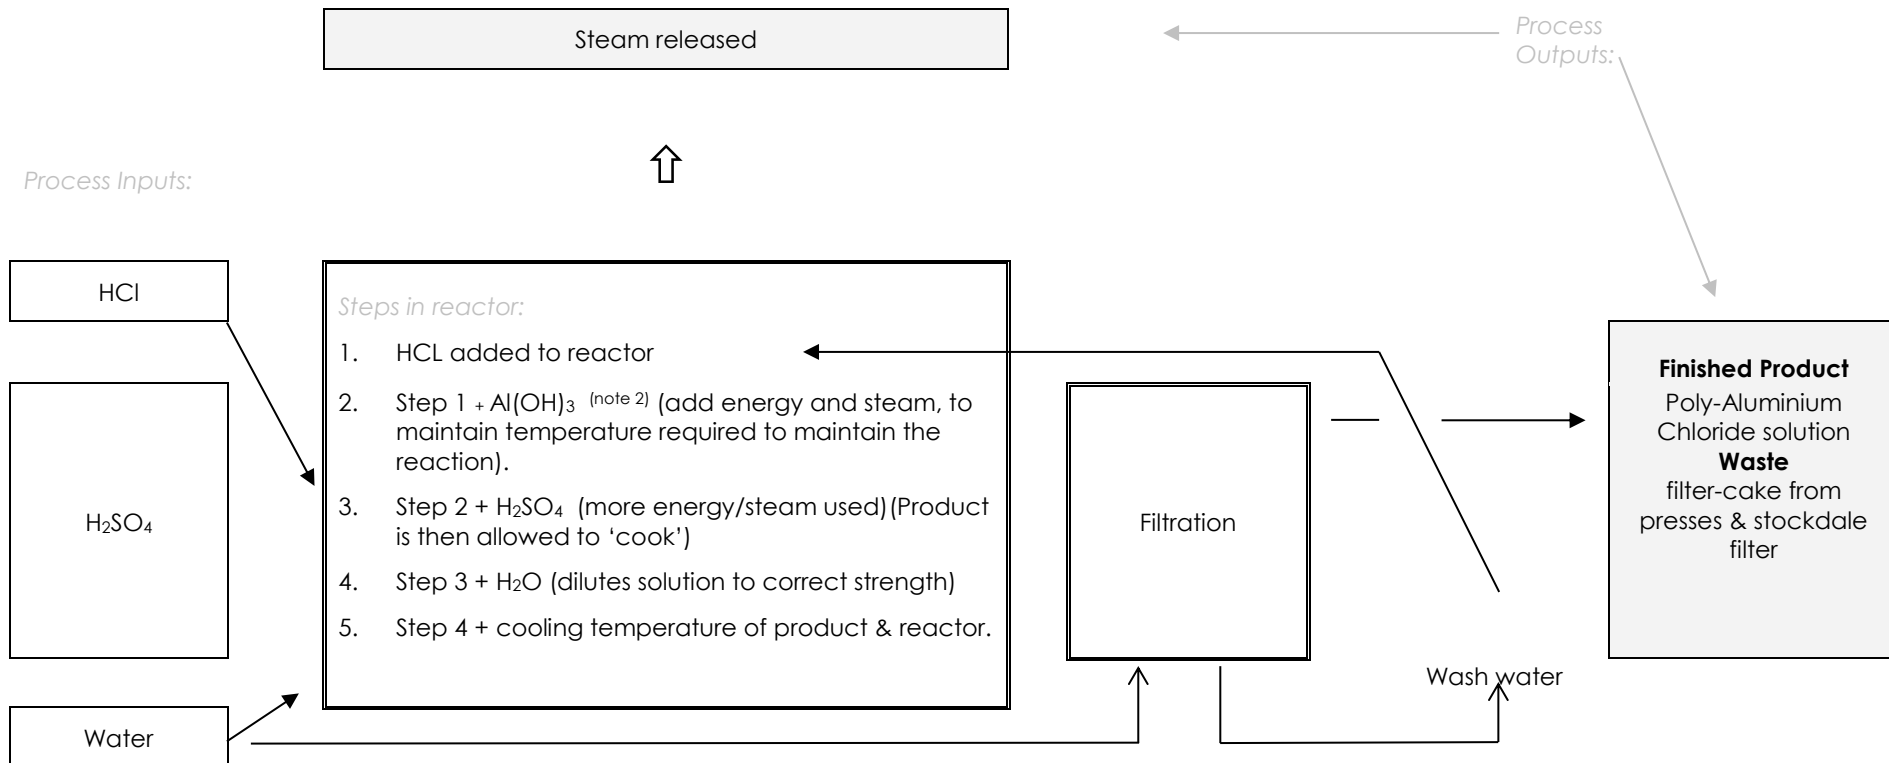 Steam released
Process
Outputs:
Process Inputs:
HCl
H₂SO₄
Water
Steps in reactor:
1. HCL added to reactor
2. Step 1 + Al(OH)₃ (note 2) (add energy and steam, to
maintain temperature required to maintain the
reaction).
3. Step 2 + H₂SO₄ (more energy/steam used)(Product
is then allowed to ‘cook’)
4. Step 3 + H₂O (dilutes solution to correct strength)
5. Step 4 + cooling temperature of product & reactor.
Filtration
Wash water
Finished Product
Poly-Aluminium
Chloride solution
Waste
filter-cake from
presses & stockdale
filter